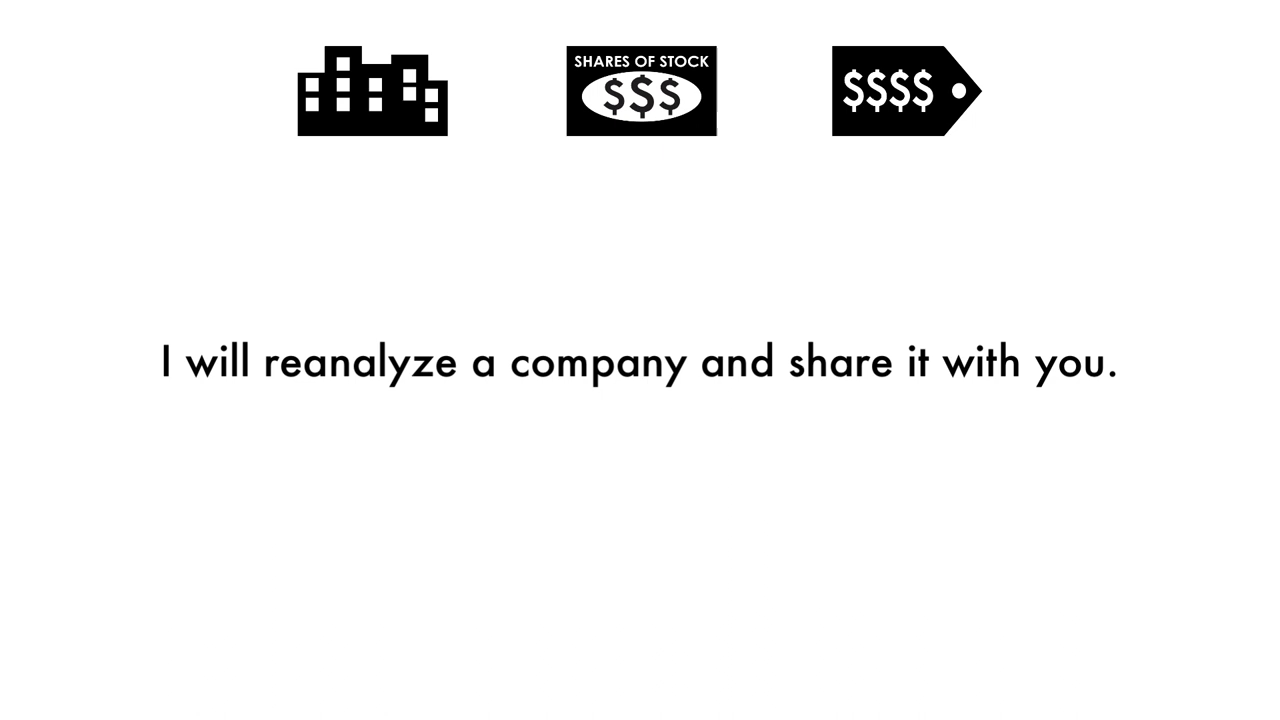 SHARES OF STOCK
$$$
$$$$
I will reanalyze a company and share it with you.